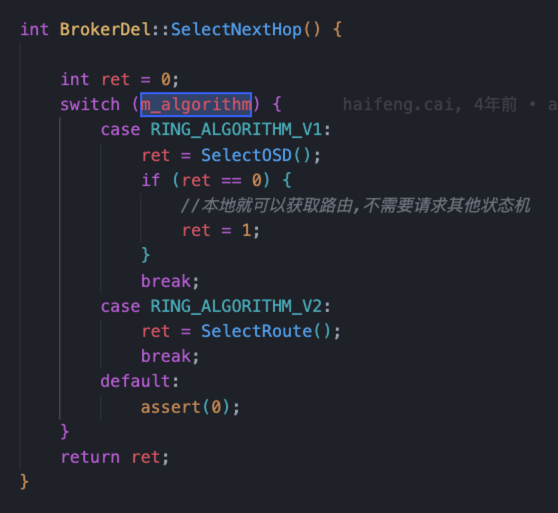 int BrokerDel::SelectNextHop() {
int ret = 0;
switch (m_algorithm) { haifeng.cai, 4年前 • a
case RING_ALGORITHM_V1:
ret = SelectOSD();
if (ret == 0) {
//本地就可以获取路由,不需要请求其他状态机
ret = 1;
}
break;
case RING_ALGORITHM_V2:
ret = SelectRoute();
break;
default:
assert(0);
}
return ret;
}